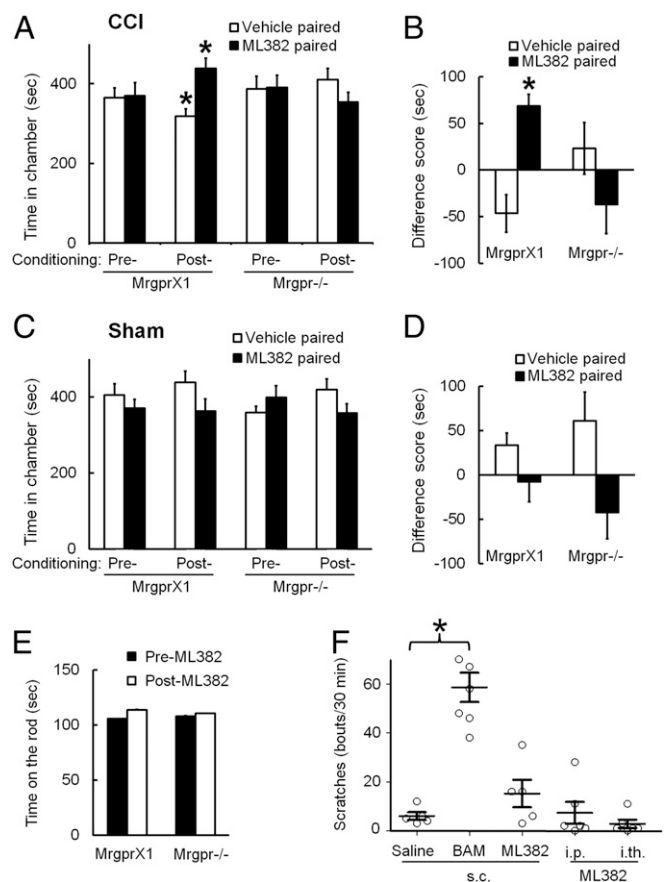 A CCI
Vehicle paired
ML382 paired
Time in chamber (sec)
400
200
0
* *
Conditioning: Pre- Post- Pre- Post-
MrgprX1 Mrgpr-/-
B
Vehicle paired
ML382 paired
Difference score (sec)
100
50
0
-50
-100
*
MrgprX1 Mrgpr-/-
C Sham
Vehicle paired
ML382 paired
Time in chamber (sec)
400
200
0
Conditioning: Pre- Post- Pre- Post-
MrgprX1 Mrgpr-/-
D
Vehicle paired
ML382 paired
Difference score (sec)
100
50
0
-50
-100
MrgprX1 Mrgpr-/-
E
Pre-ML382
Post-ML382
Time on the rod (sec)
150
100
50
0
MrgprX1 Mrgpr-/-
F
*
Scratches (bouts/30 min)
60
40
20
0
Saline BAM ML382 i.p. i.th.
s.c. ML382